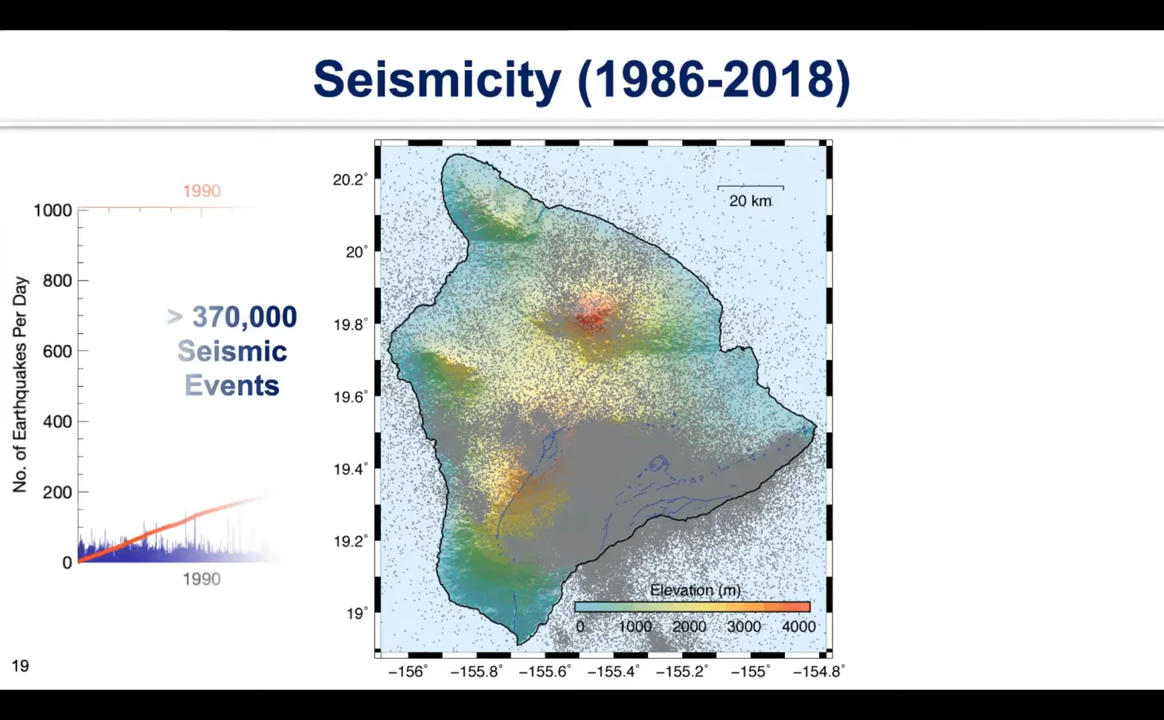 Seismicity (1986-2018)
1990
1000
800
600
400
200
0
No. of Earthquakes Per Day
> 370,000
Seismic
Events
1990
20.2°
20°
19.8°
19.6°
19.4°
19.2°
19°
20 km
Elevation (m)
0 1000 2000 3000 4000
−156° −155.8° −155.6° −155.4° −155.2° −155° −154.8°
19